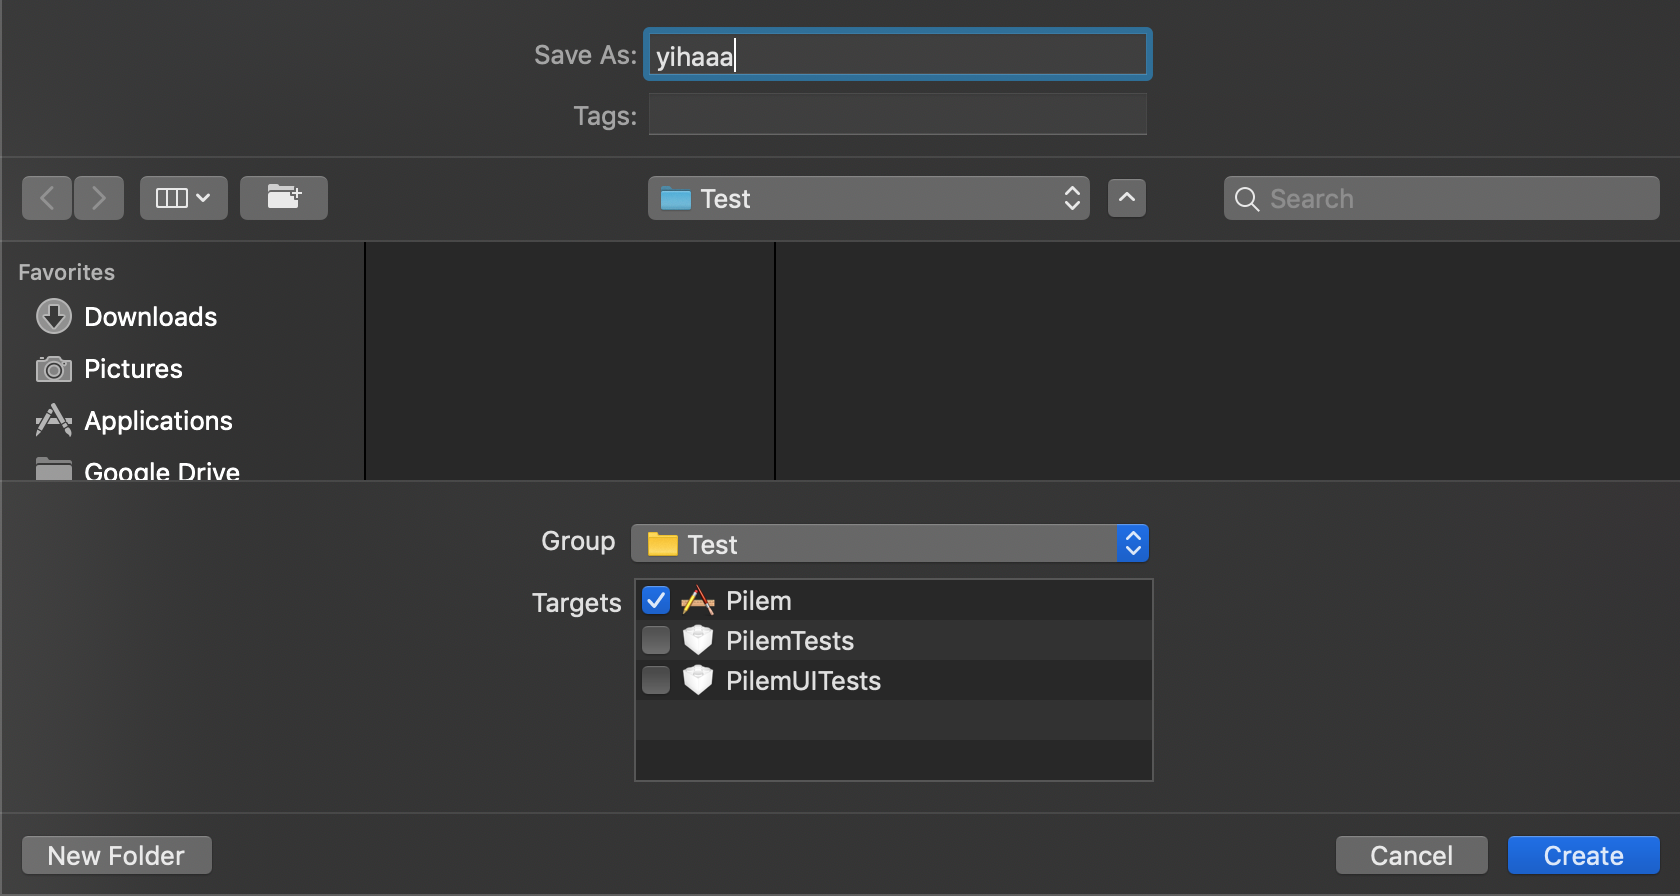 Save As: yihaaa
Tags:
Test
Search
Favorites
Downloads
Pictures
Applications
Google Drive
Group Test
Targets Pilem
PilemTests
PilemUITests
New Folder Cancel Create